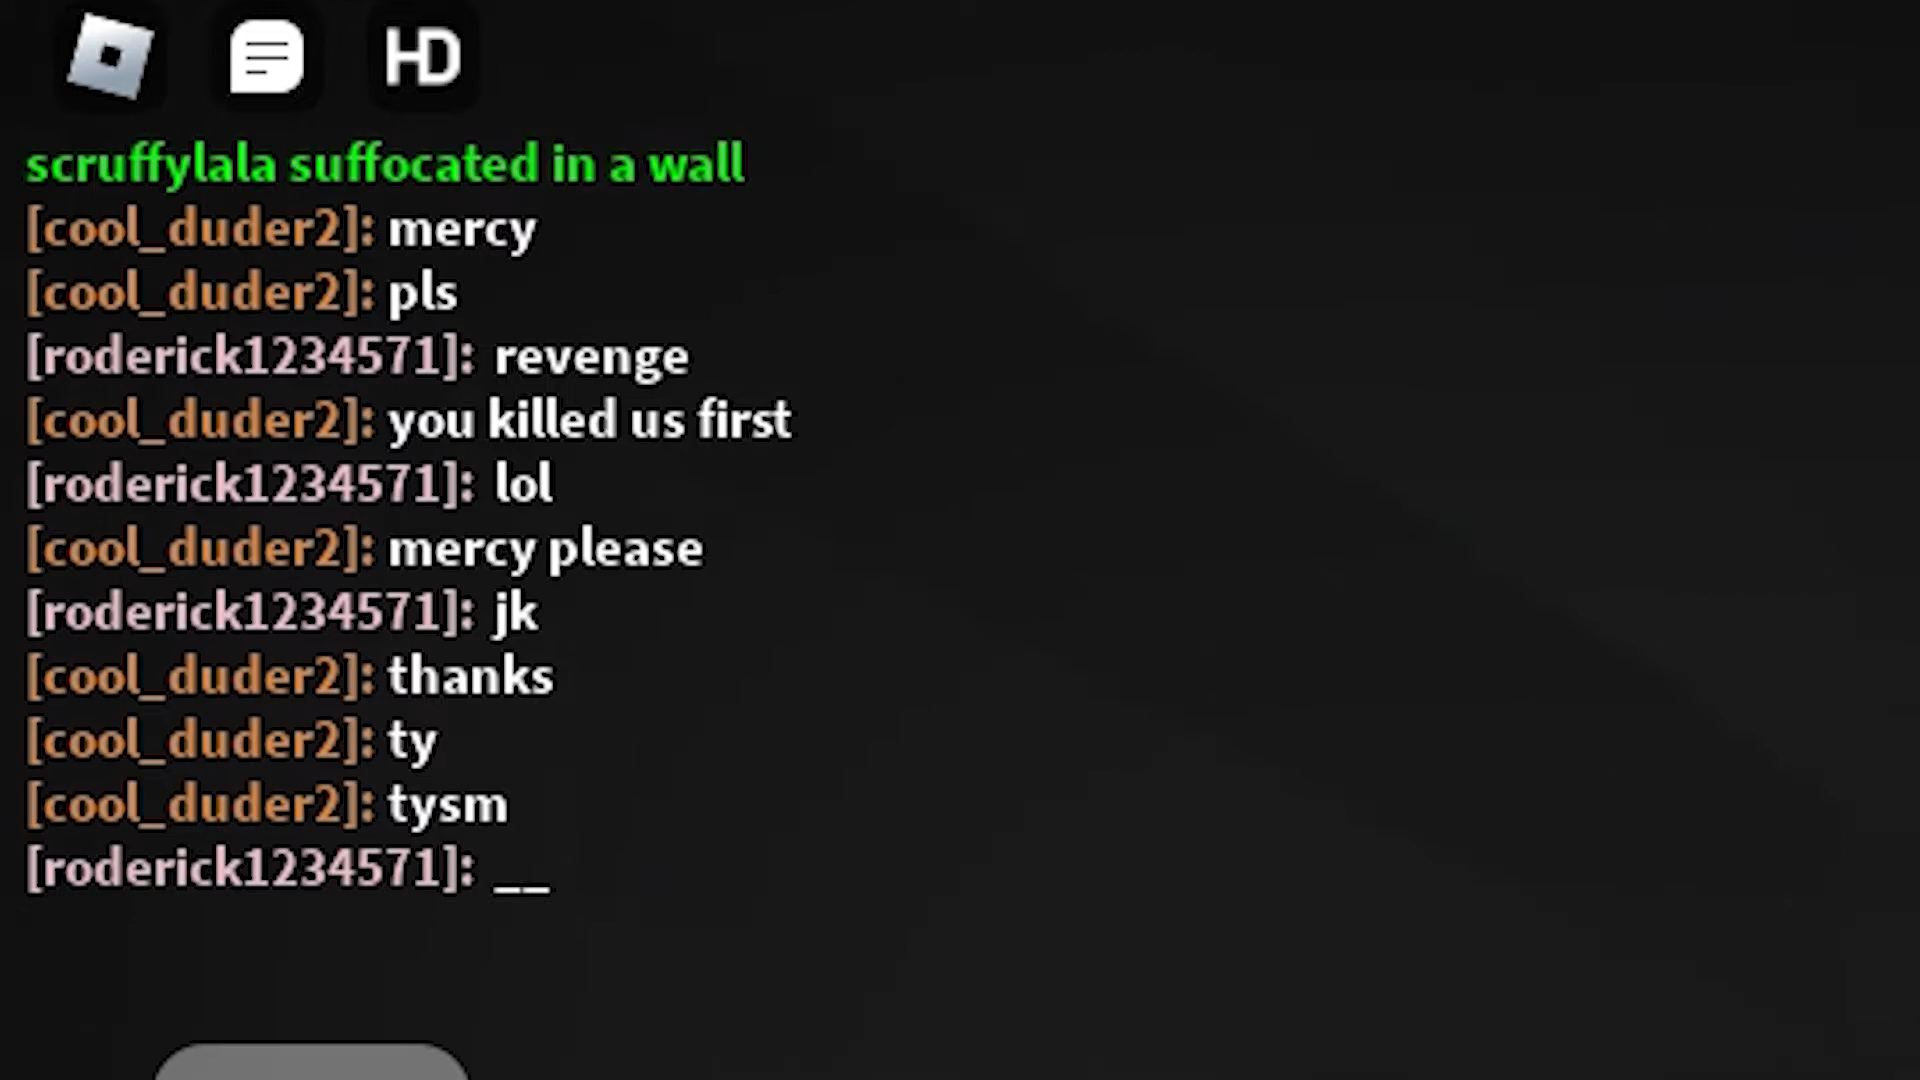 HD
scruffylala suffocated in a wall
[cool_duder2]: mercy
[cool_duder2]: pls
[roderick1234571]: revenge
[cool_duder2]: you killed us first
[roderick1234571]: lol
[cool_duder2]: mercy please
[roderick1234571]: jk
[cool_duder2]: thanks
[cool_duder2]: ty
[cool_duder2]: tysm
[roderick1234571]: __